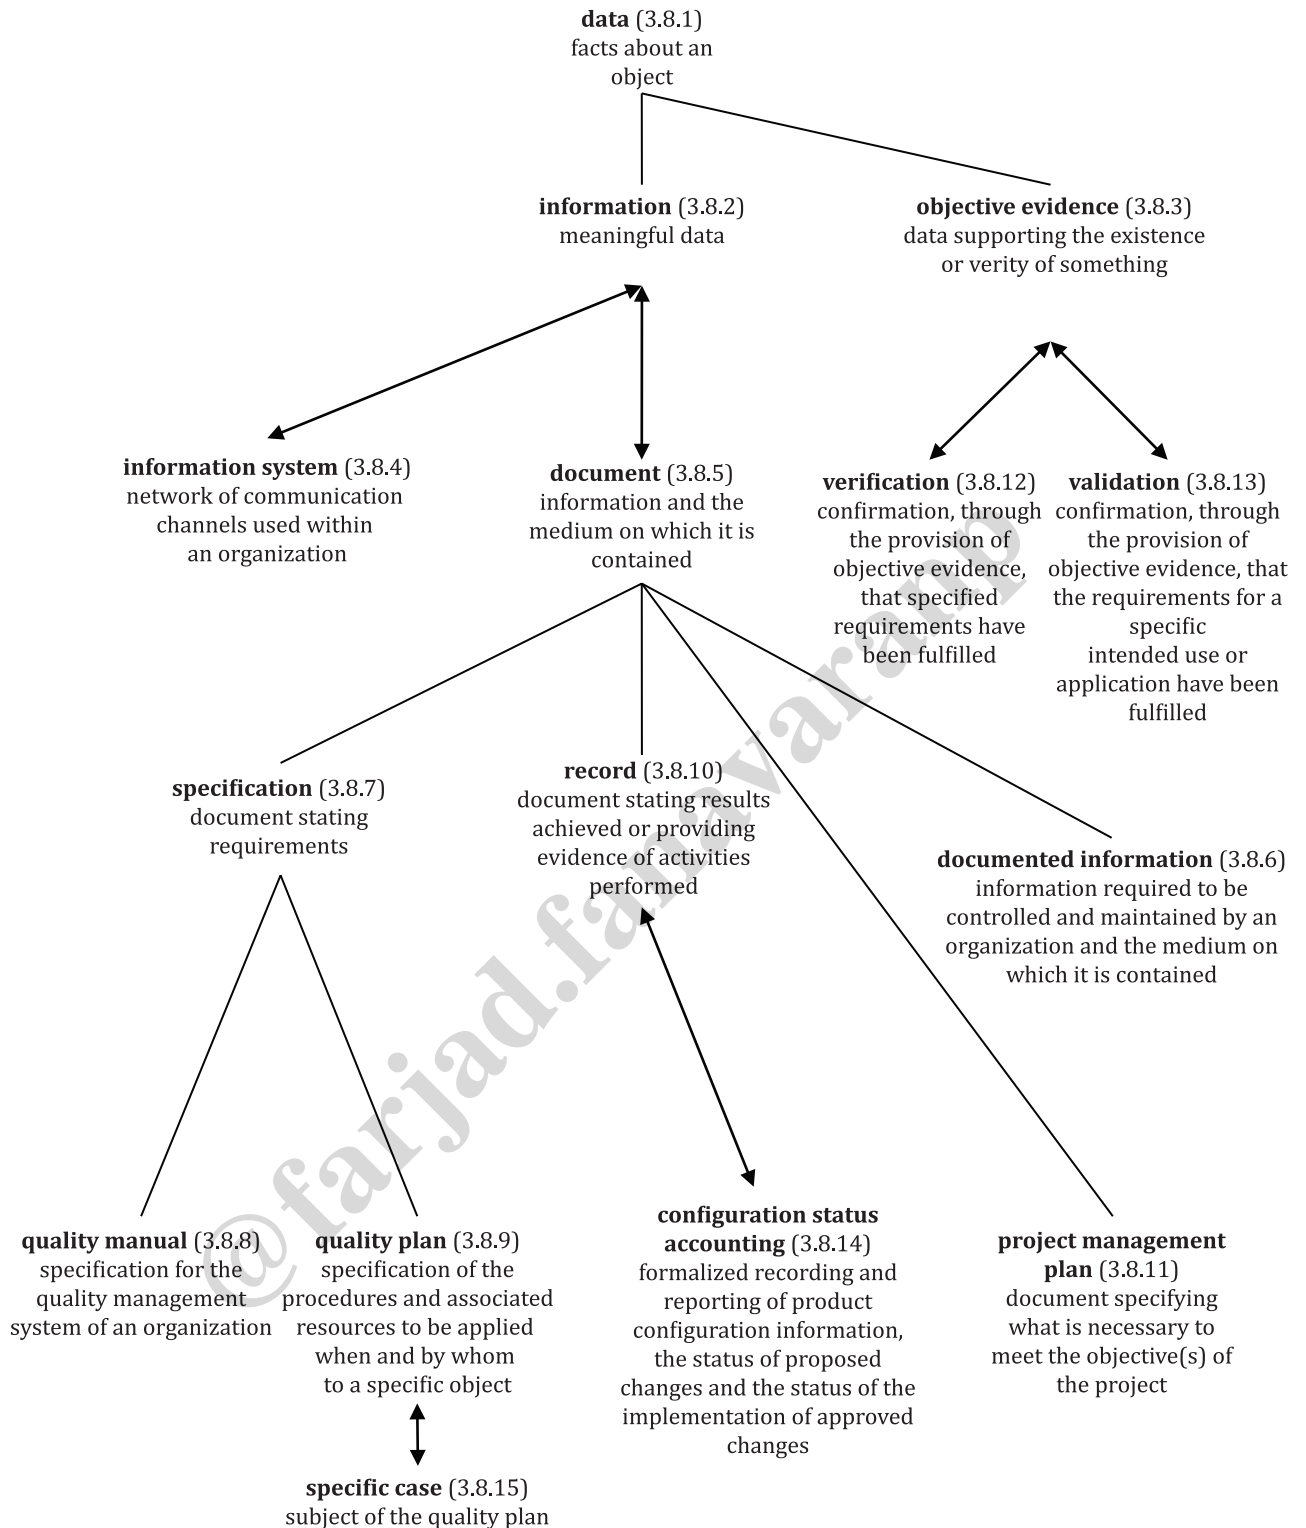 data (3.8.1)
facts about an
object
information (3.8.2)
meaningful data
objective evidence (3.8.3)
data supporting the existence
or verity of something
information system (3.8.4)
network of communication
channels used within
an organization
document (3.8.5)
information and the
medium on which it is
contained
verification (3.8.12)
confirmation, through
the provision of
objective evidence,
that specified
requirements have
been fulfilled
validation (3.8.13)
confirmation, through
the provision of
objective evidence, that
the requirements for a
specific
intended use or
application have been
fulfilled
specification (3.8.7)
document stating
requirements
record (3.8.10)
document stating results
achieved or providing
evidence of activities
performed
documented information (3.8.6)
information required to be
controlled and maintained by an
organization and the medium on
which it is contained
quality manual (3.8.8)
specification for the
quality management
system of an organization
quality plan (3.8.9)
specification of the
procedures and associated
resources to be applied
when and by whom
to a specific object
configuration status
accounting (3.8.14)
formalized recording and
reporting of product
configuration information,
the status of proposed
changes and the status of the
implementation of approved
changes
project management
plan (3.8.11)
document specifying
what is necessary to
meet the objective(s) of
the project
specific case (3.8.15)
subject of the quality plan
@farjad.fanavaranp